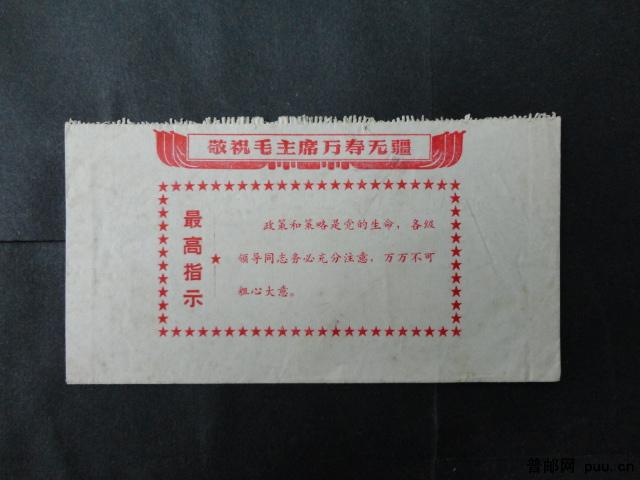 敬祝毛主席万寿无疆
最高指示
政策和策略是党的生命，各级
领导同志务必充分注意，万万不可
粗心大意。
普邮网 puu.cn